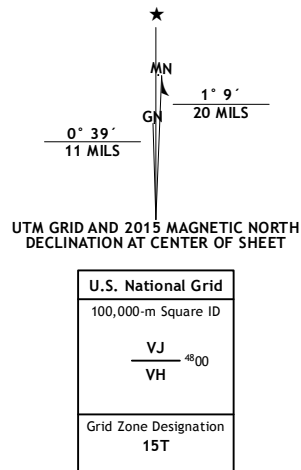 ★
MN
GN
1° 9´
20 MILS
0° 39´
11 MILS
UTM GRID AND 2015 MAGNETIC NORTH
DECLINATION AT CENTER OF SHEET
U.S. National Grid
100,000-m Square ID
VJ
4800
VH
Grid Zone Designation
15T